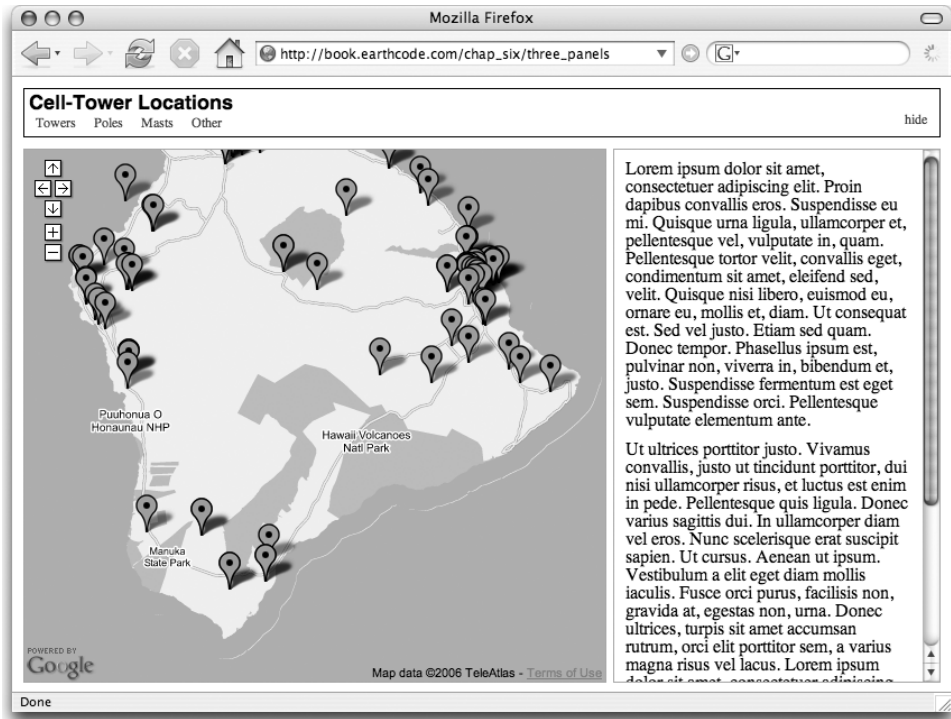 Mozilla Firefox
http://book.earthcode.com/chap_six/three_panels
G
Cell-Tower Locations
Towers Poles Masts Other
hide
Puuhonua O
Honaunau NHP
Hawaii Volcanoes
Natl Park
Manuka
State Park
POWERED BY
Google
Map data ©2006 TeleAtlas - Terms of Use
Lorem ipsum dolor sit amet,
consectetuer adipiscing elit. Proin
dapibus convallis eros. Suspendisse eu
mi. Quisque urna ligula, ullamcorper et,
pellentesque vel, vulputate in, quam.
Pellentesque tortor velit, convallis eget,
condimentum sit amet, eleifend sed,
velit. Quisque nisi libero, euismod eu,
ornare eu, mollis et, diam. Ut consequat
est. Sed vel justo. Etiam sed quam.
Donec tempor. Phasellus ipsum est,
pulvinar non, viverra in, bibendum et,
justo. Suspendisse fermentum est eget
sem. Suspendisse orci. Pellentesque
vulputate elementum ante.
Ut ultrices porttitor justo. Vivamus
convallis, justo ut tincidunt porttitor, dui
nisi ullamcorper risus, et luctus est enim
in pede. Pellentesque quis ligula. Donec
varius sagittis dui. In ullamcorper diam
vel eros. Nunc scelerisque erat suscipit
sapien. Ut cursus. Aenean ut ipsum.
Vestibulum a elit eget diam mollis
iaculis. Fusce orci purus, facilisis non,
gravida at, egestas non, urna. Donec
ultrices, turpis sit amet accumsan
rutrum, orci elit porttitor sem, a varius
magna risus vel lacus. Lorem ipsum
dolor sit amet, consectetuer adipiscing
Done